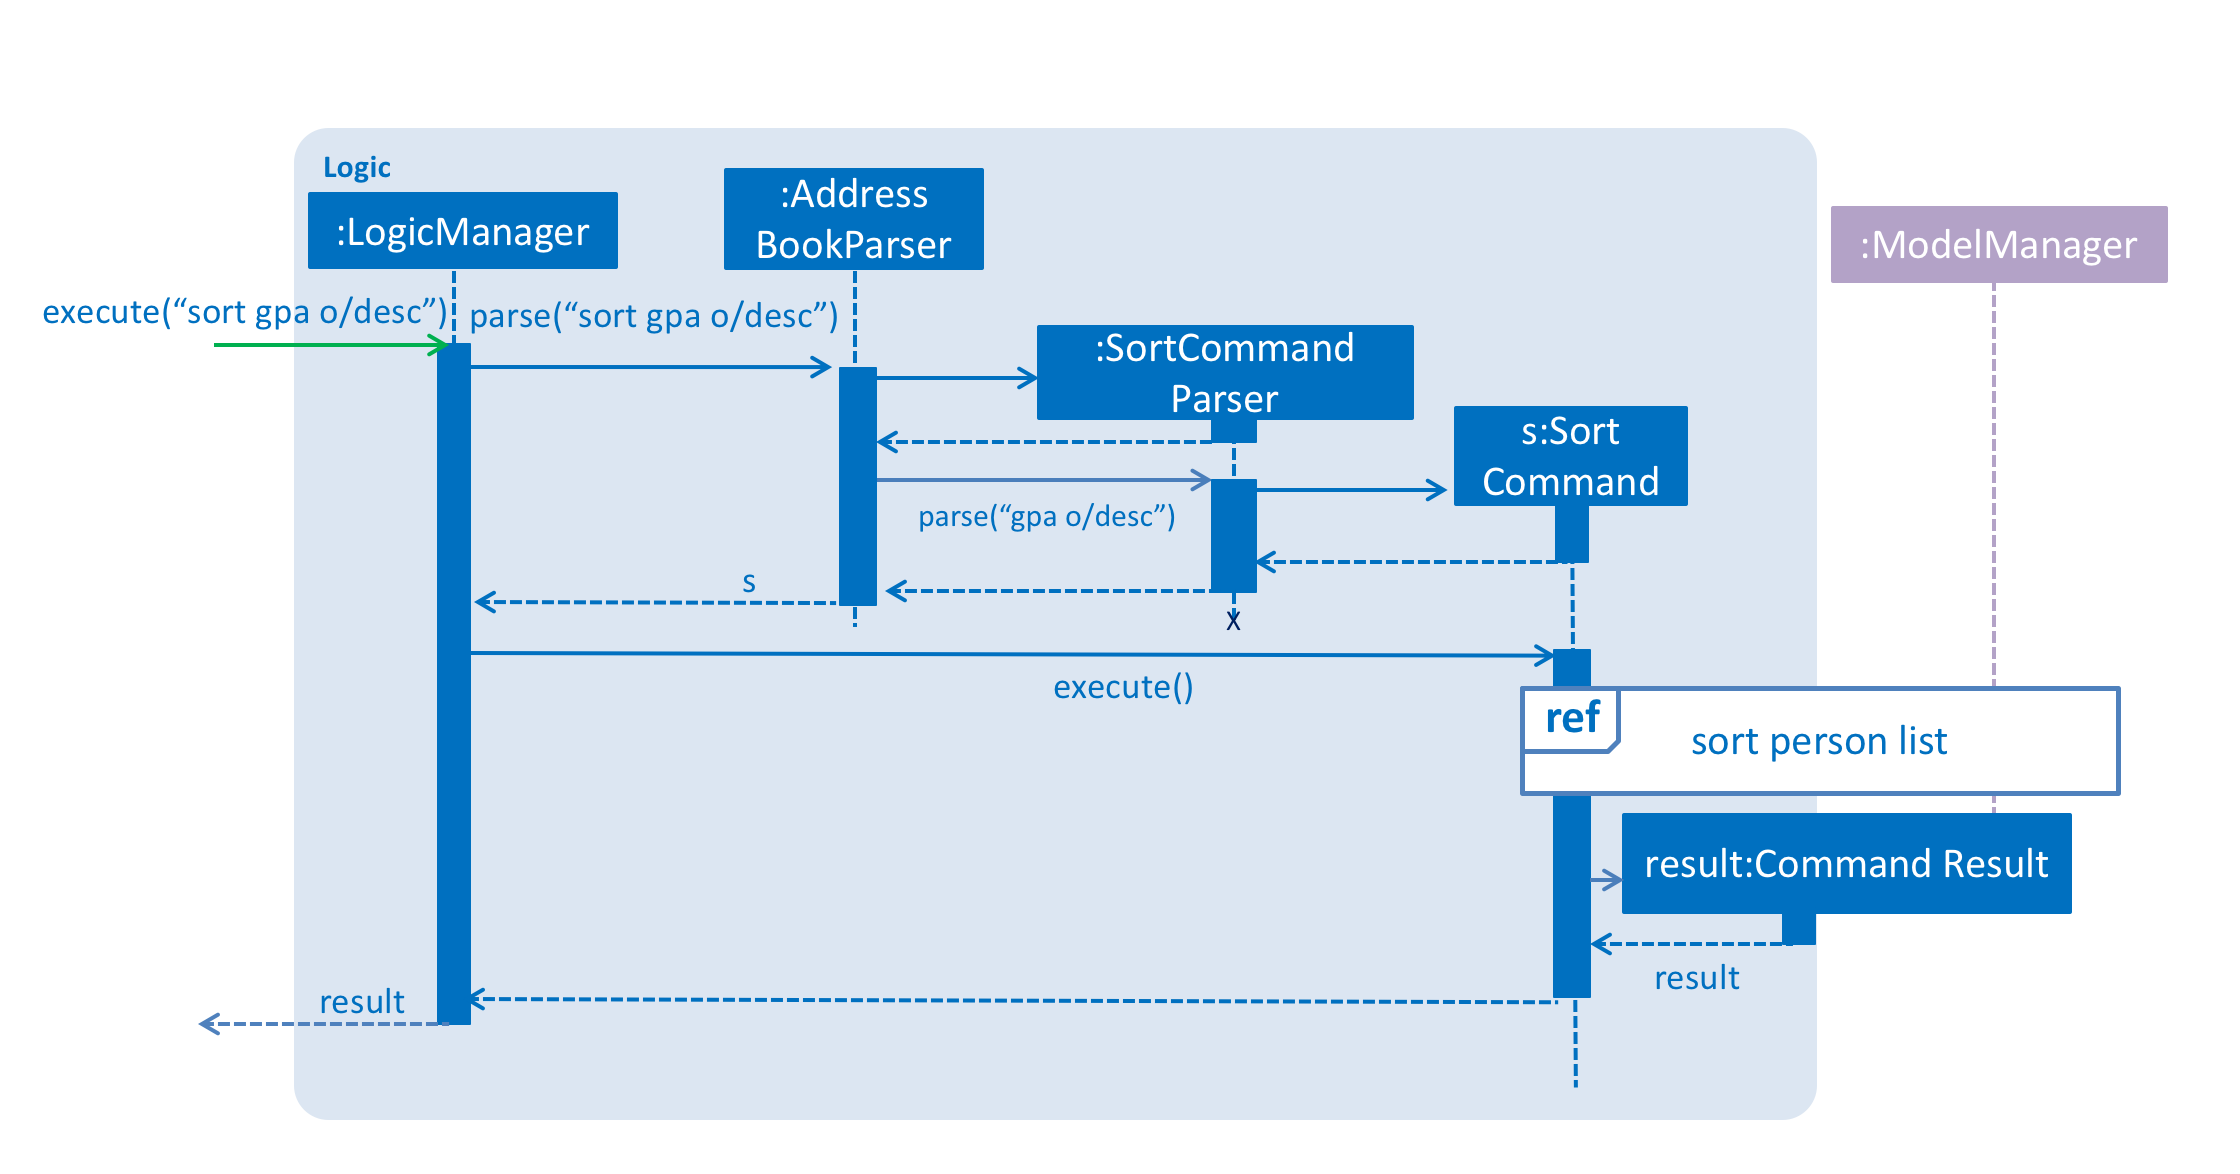 Logic
:LogicManager
:Address
BookParser
:ModelManager
execute(“sort gpa o/desc”)
parse(“sort gpa o/desc”)
:SortCommand
Parser
s:Sort
Command
parse(“gpa o/desc”)
s
X
execute()
ref
sort person list
result:Command Result
result
result